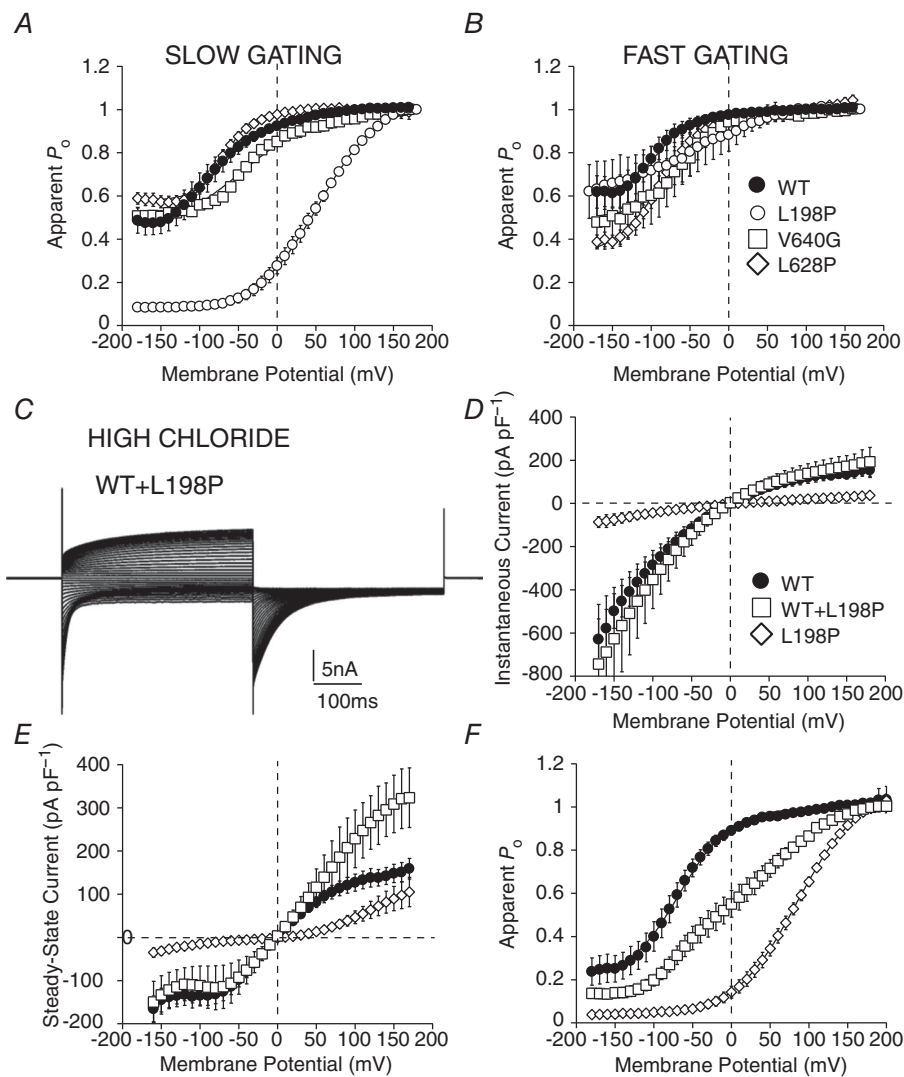 A
SLOW GATING
1.2
1
0.8
0.6
0.4
0.2
0
Apparent Po
-200 -150 -100 -50 0 50 100 150 200
Membrane Potential (mV)
B
FAST GATING
1.2
1
0.8
0.6
0.4
0.2
0
Apparent Po
WT
L198P
V640G
L628P
-200 -150 -100 -50 0 50 100 150 200
Membrane Potential (mV)
C
HIGH CHLORIDE
WT+L198P
5nA
100ms
D
400
200
0
-200
-400
-600
-800
Instantaneous Current (pA pF−1)
WT
WT+L198P
L198P
-200 -150 -100 -50 0 50 100 150 200
Membrane Potential (mV)
E
400
300
200
100
0
-100
-200
Steady-State Current (pA pF−1)
-200 -150 -100 -50 0 50 100 150 200
Membrane Potential (mV)
F
1.2
1
0.8
0.6
0.4
0.2
0
Apparent Po
-200 -150 -100 -50 0 50 100 150 200
Membrane Potential (mV)